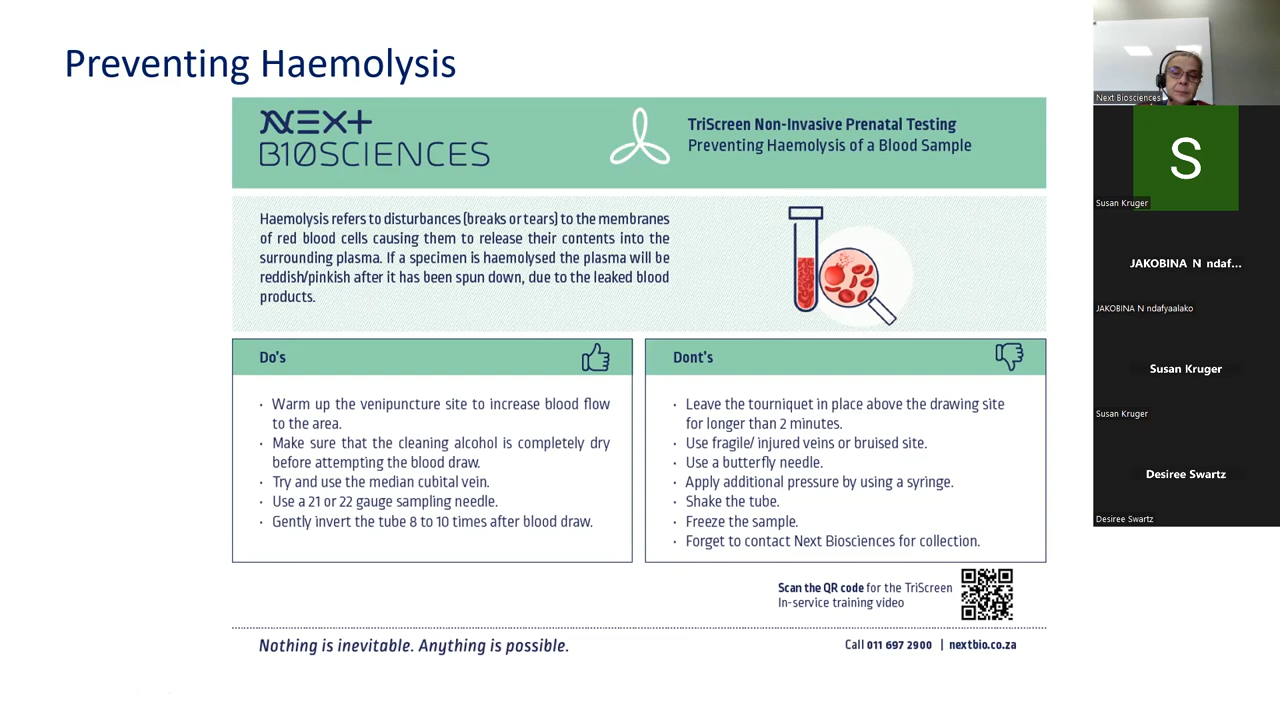 Preventing Haemolysis
NEXT
B10SCIENCES
TriScreen Non-Invasive Prenatal Testing
Preventing Haemolysis of a Blood Sample
Haemolysis refers to disturbances (breaks or tears) to the membranes
of red blood cells causing them to release their contents into the
surrounding plasma. If a specimen is haemolysed the plasma will be
reddish/pinkish after it has been spun down, due to the leaked blood
products.
Do's
· Warm up the venipuncture site to increase blood flow
to the area.
· Make sure that the cleaning alcohol is completely dry
before attempting the blood draw.
· Try and use the median cubital vein.
· Use a 21 or 22 gauge sampling needle.
· Gently invert the tube 8 to 10 times after blood draw.
Dont's
· Leave the tourniquet in place above the drawing site
for longer than 2 minutes.
· Use fragile/ injured veins or bruised site.
· Use a butterfly needle.
· Apply additional pressure by using a syringe.
· Shake the tube.
· Freeze the sample.
· Forget to contact Next Biosciences for collection.
Scan the QR code for the TriScreen
In-service training video
Nothing is inevitable. Anything is possible.
Call 011 697 2900 | nextbio.co.za
Next Biosciences
S
Susan Kruger
JAKOBINA N ndaf...
JAKOBINA N ndafyaalako
Susan Kruger
Susan Kruger
Desiree Swartz
Desiree Swartz